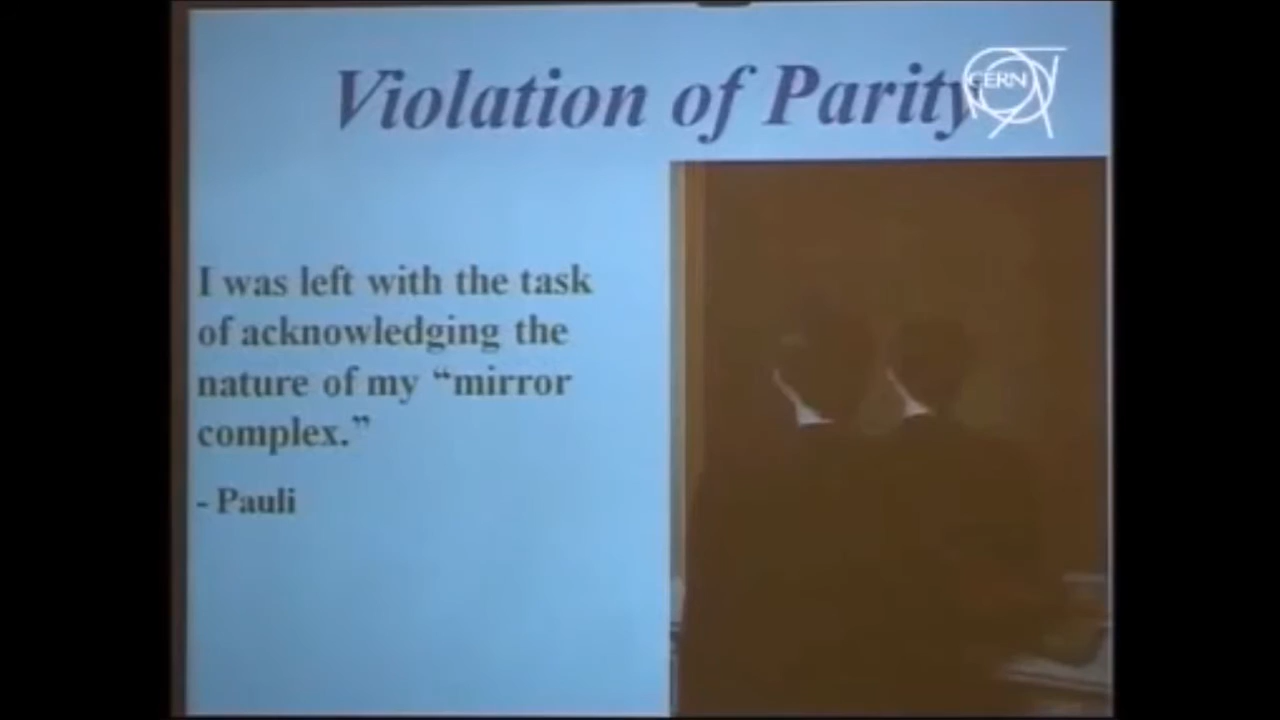 Violation of Parity
CERN
I was left with the task
of acknowledging the
nature of my “mirror
complex.”
- Pauli